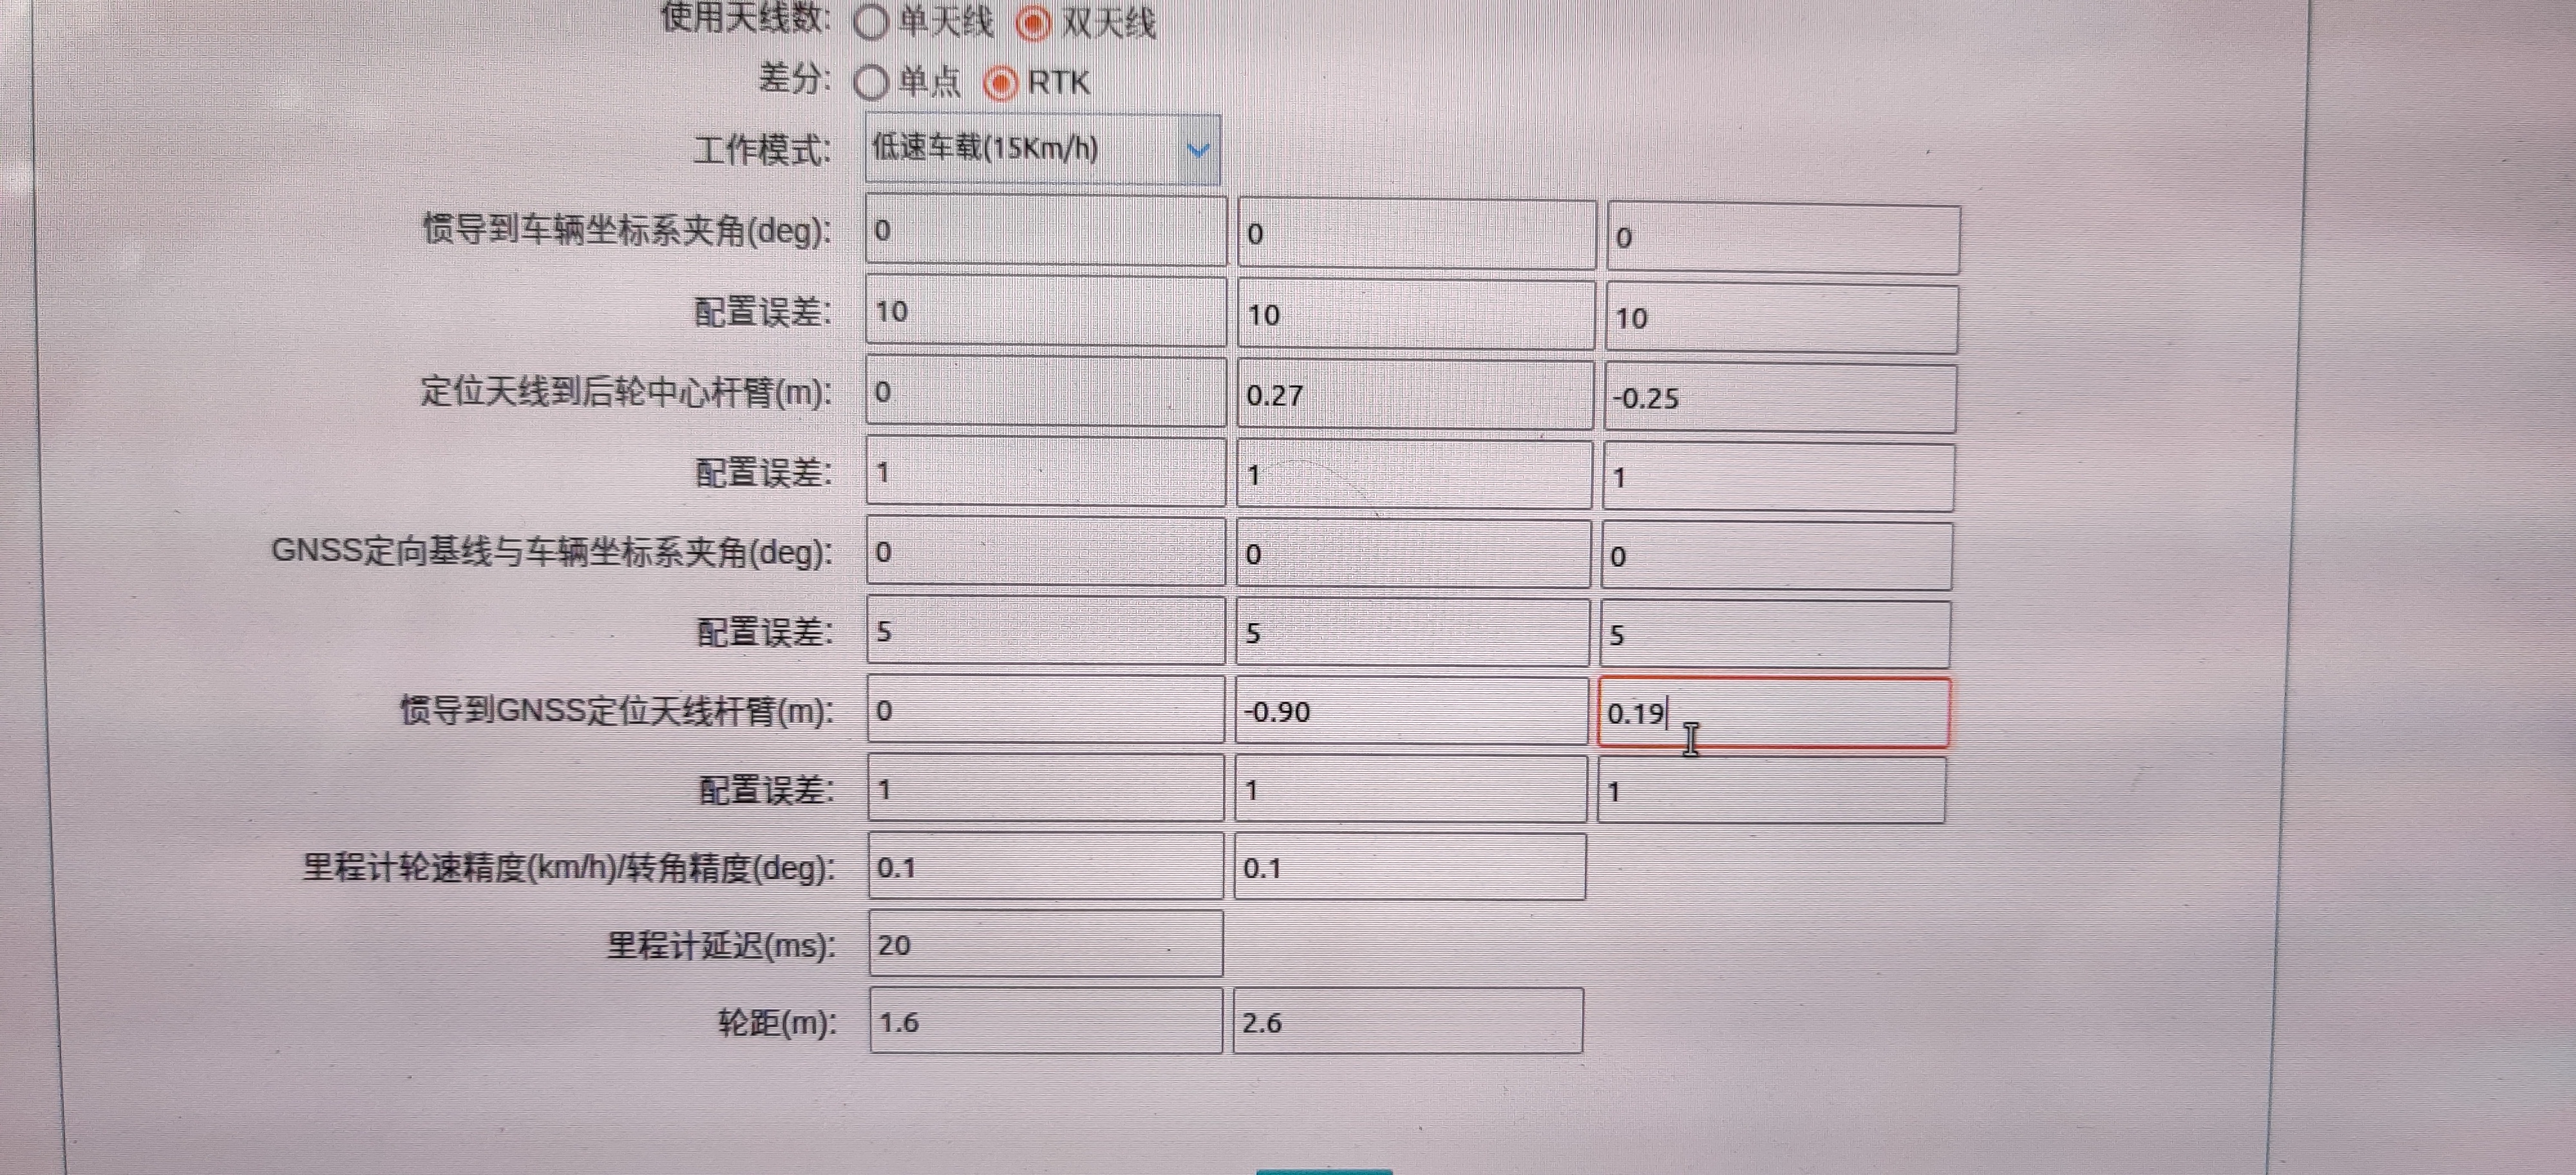 使用天线数: 单天线 双天线
差分: 单点 RTK
工作模式: 低速车载(15Km/h)
惯导到车辆坐标系夹角(deg): 0 0 0
配置误差: 10 10 10
定位天线到后轮中心杆臂(m): 0 0.27 -0.25
配置误差: 1 1 1
GNSS定向基线与车辆坐标系夹角(deg): 0 0 0
配置误差: 5 5 5
惯导到GNSS定位天线杆臂(m): 0 -0.90 0.19
配置误差: 1 1 1
里程计轮速精度(km/h)/转角精度(deg): 0.1 0.1
里程计延迟(ms): 20
轮距(m): 1.6 2.6